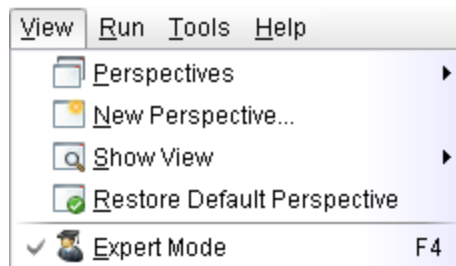 View Run Tools Help
Perspectives
New Perspective...
Show View
Restore Default Perspective
Expert Mode F4